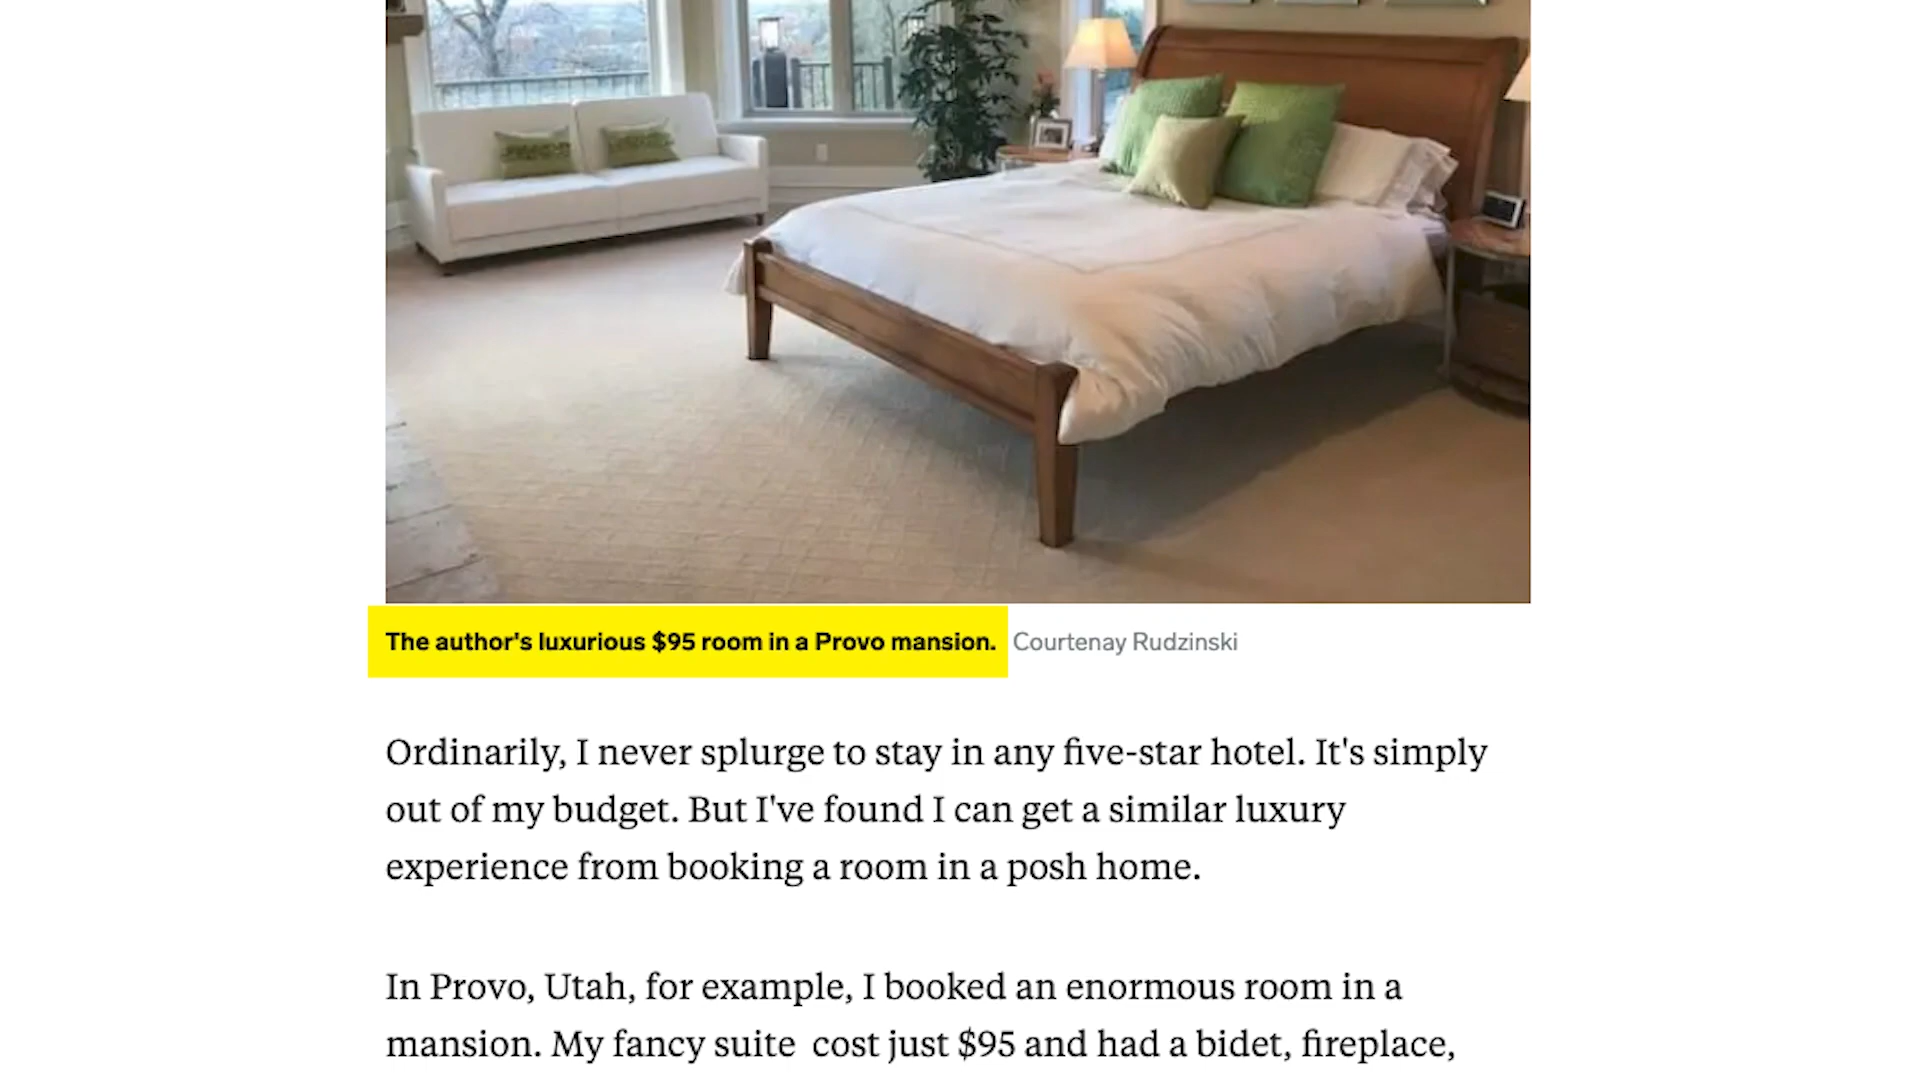 The author's luxurious $95 room in a Provo mansion. Courtenay Rudzinski
Ordinarily, I never splurge to stay in any five-star hotel. It's simply
out of my budget. But I've found I can get a similar luxury
experience from booking a room in a posh home.
In Provo, Utah, for example, I booked an enormous room in a
mansion. My fancy suite cost just $95 and had a bidet, fireplace,